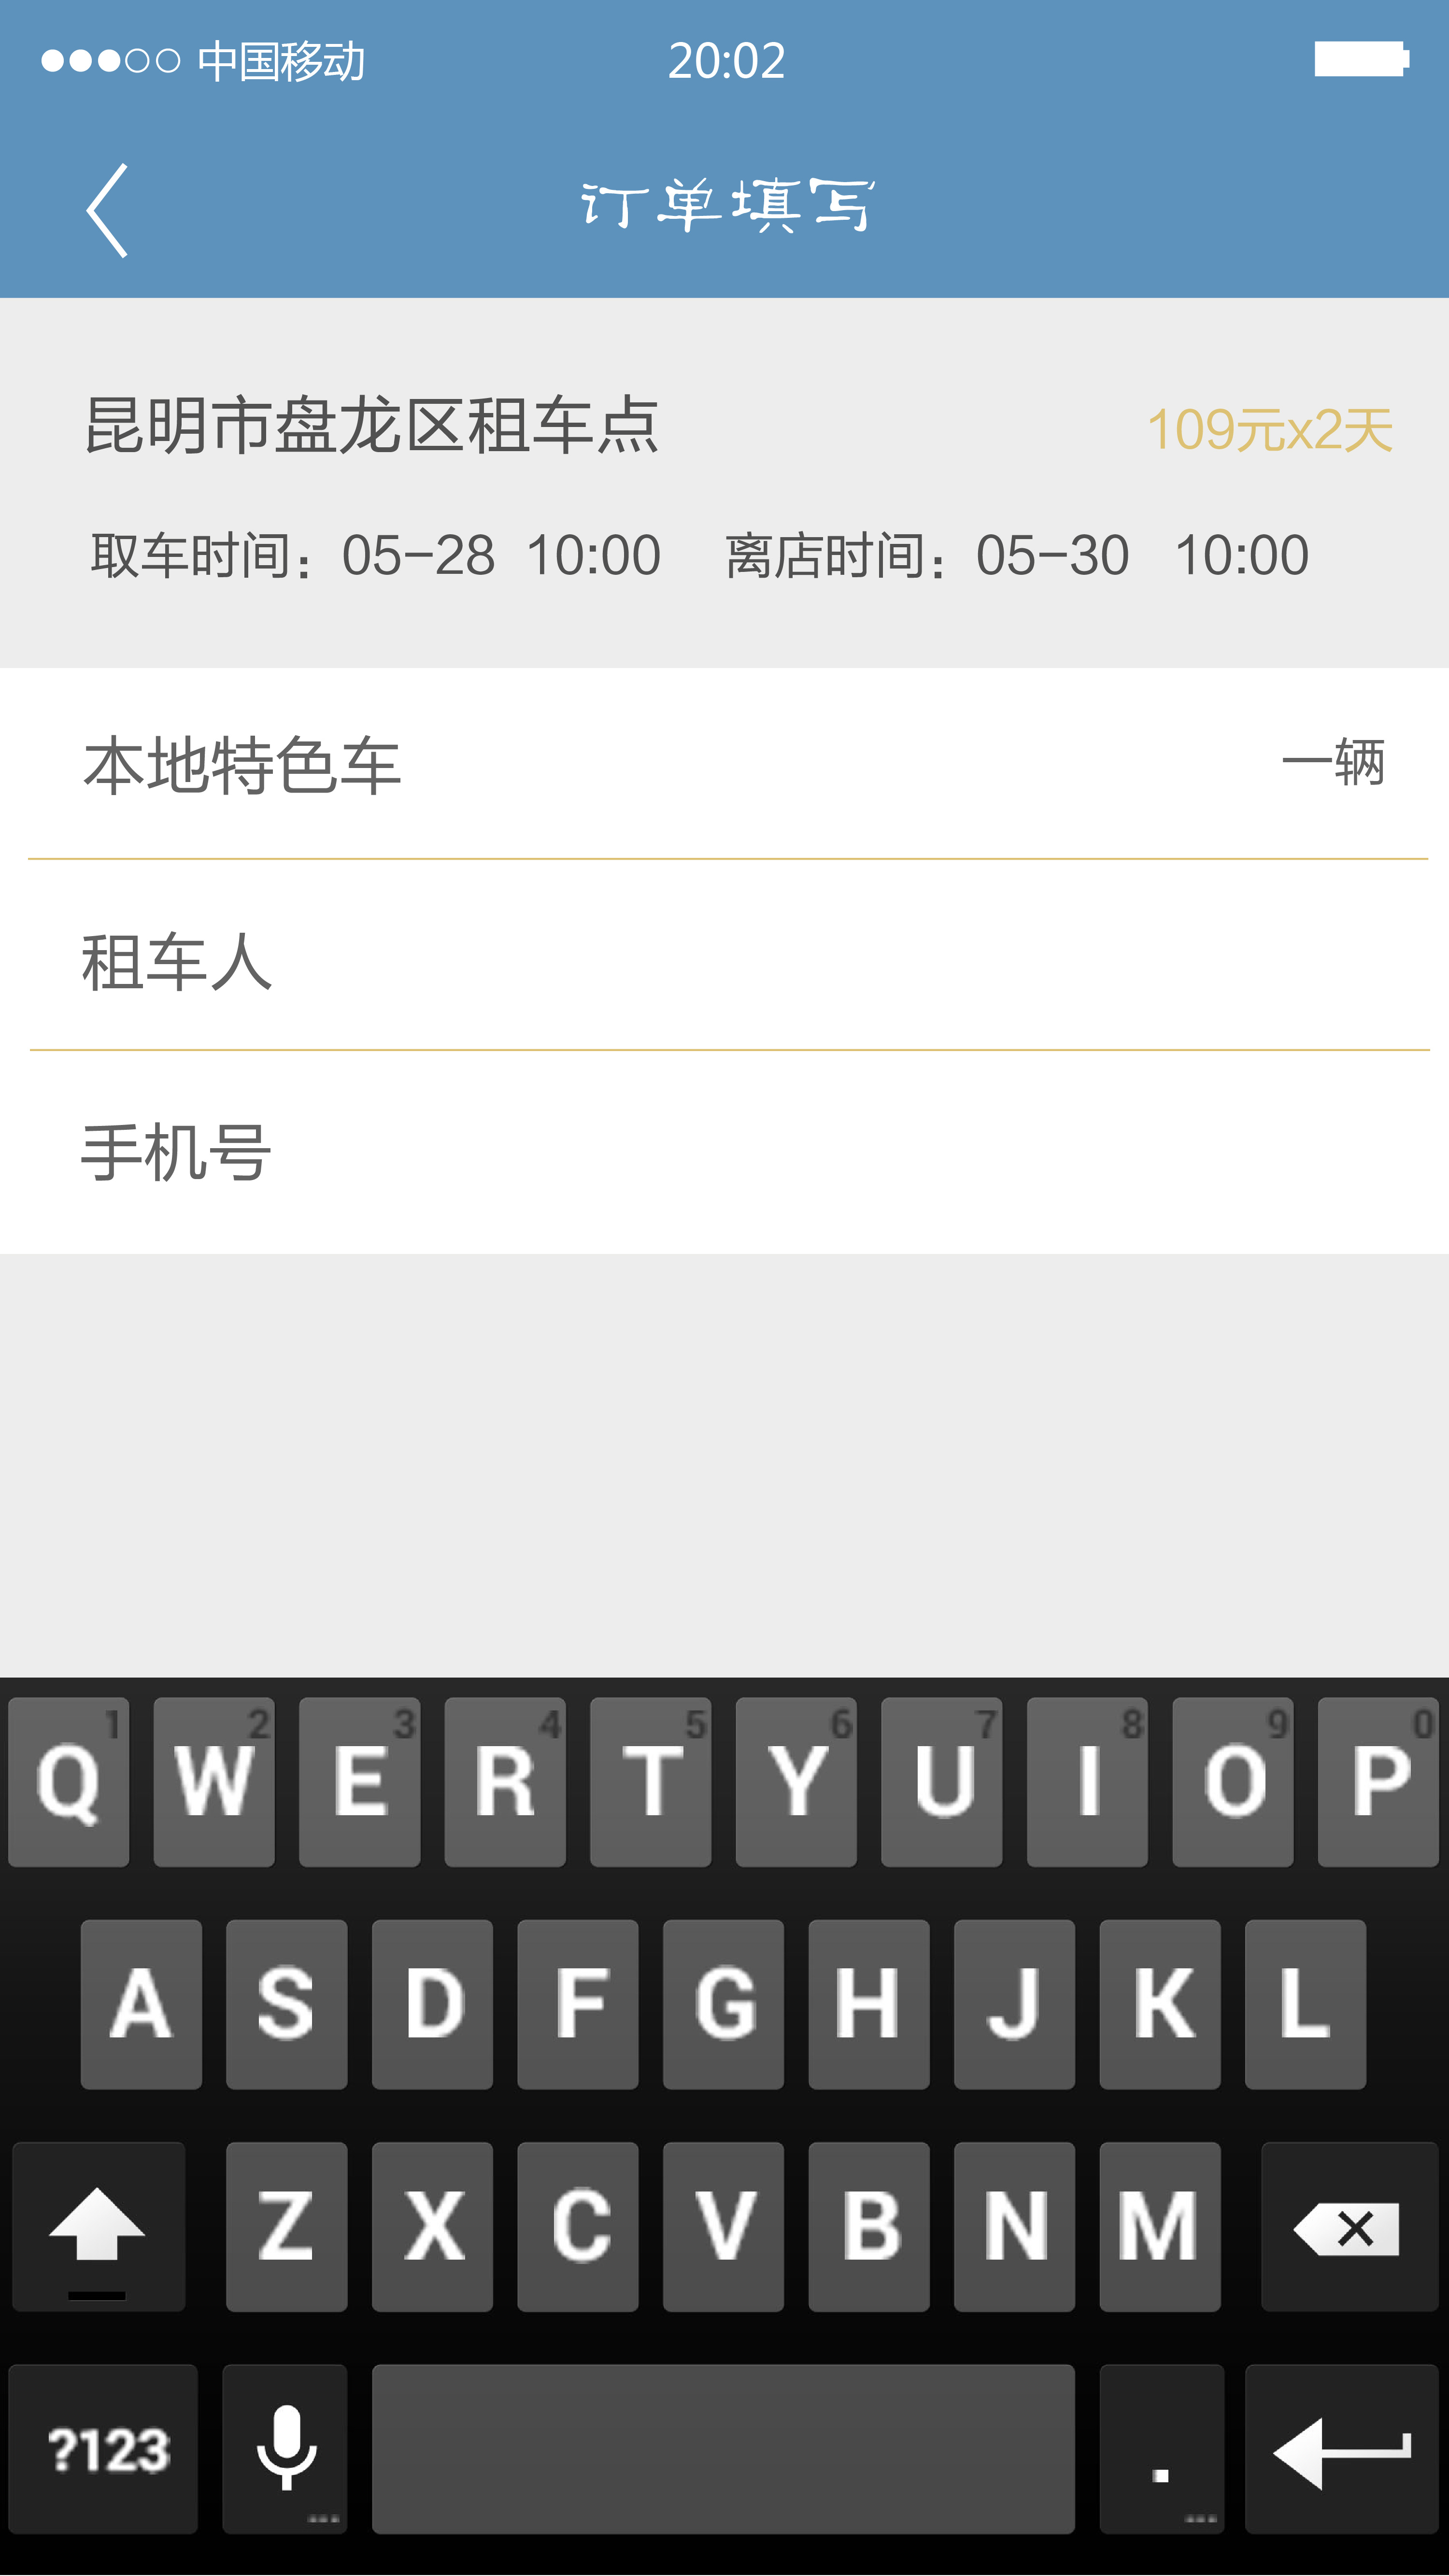 中国移动 20:02
订单填写
昆明市盘龙区租车点 109元x2天
取车时间：05-28 10:00 离店时间：05-30 10:00
本地特色车 一辆
租车人
手机号
1 2 3 4 5 6 7 8 9 0
Q W E R T Y U I O P
A S D F G H J K L
Z X C V B N M
?123 .